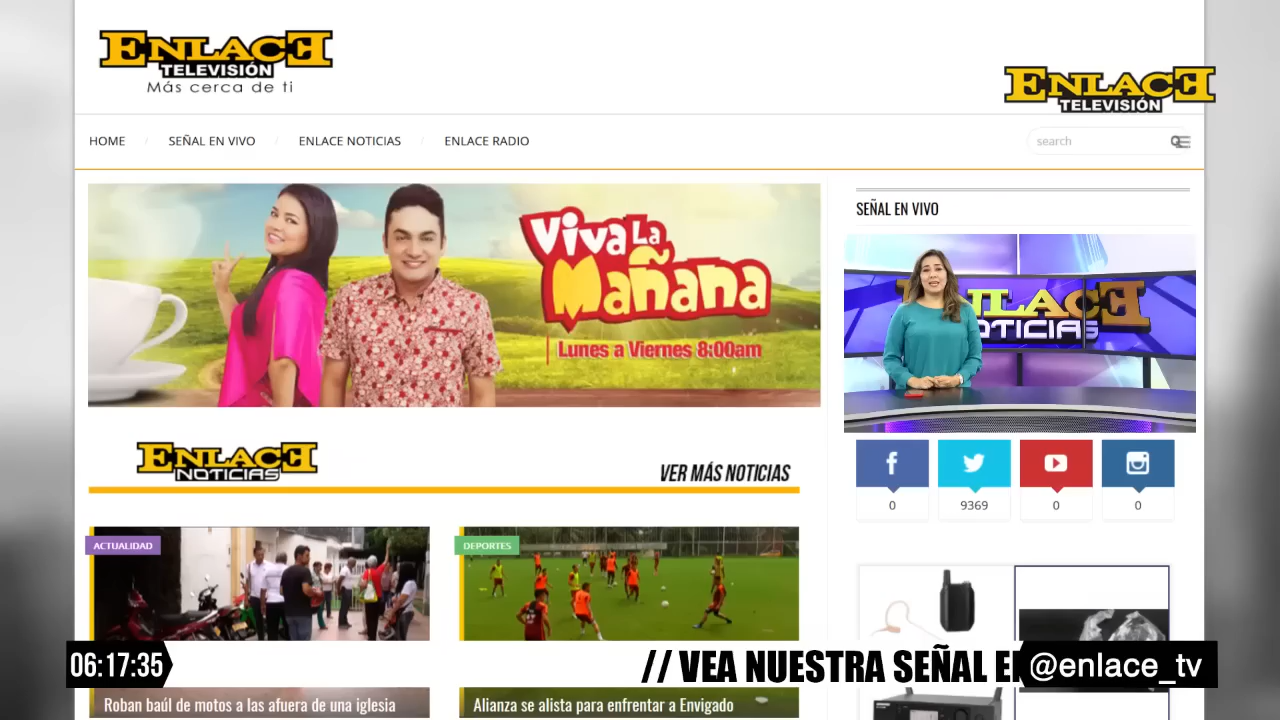 ENLACE
TELEVISIÓN
Más cerca de ti
ENLACE
TELEVISIÓN
HOME / SEÑAL EN VIVO / ENLACE NOTICIAS / ENLACE RADIO
search
Viva La
Mañana
Lunes a Viernes 8:00am
SEÑAL EN VIVO
ENLACE
NOTICIAS
0
9369
0
0
ENLACE
NOTICIAS
VER MÁS NOTICIAS
ACTUALIDAD
DEPORTES
06:17:35
// VEA NUESTRA SEÑAL
@enlace_tv
Roban baúl de motos a las afuera de una iglesia
Alianza se alista para enfrentar a Envigado